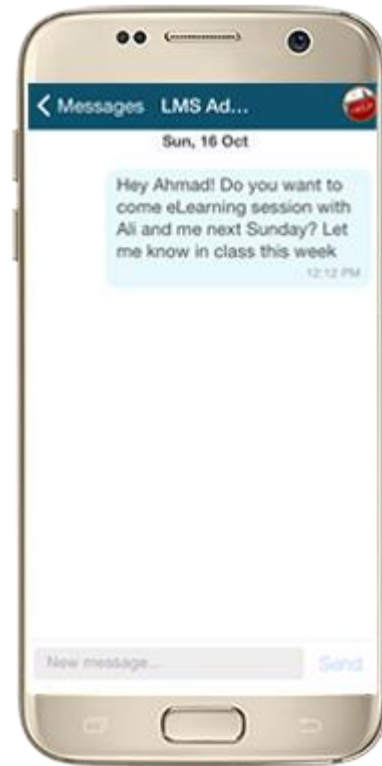 Messages LMS Ad...
Sun, 16 Oct
Hey Ahmad! Do you want to
come eLearning session with
Ali and me next Sunday? Let
me know in class this week
12:12 PM
New message... Send